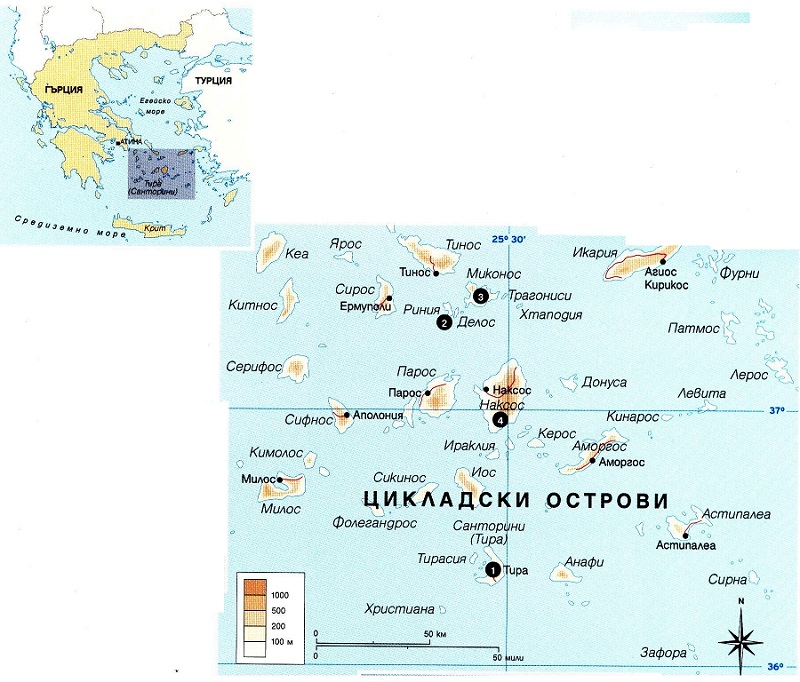 ГЪРЦИЯ
ТУРЦИЯ
Егейско
море
АТИНА
Тира
(Санторини)
Средиземно море
Крит
25° 30'
Кеа
Ярос
Тинос
Тинос
Икария
Агиос
Кирикос
Фурни
Миконос
Сирос
Ермуполи
3
Трагониси
Китнос
Риния
2
Делос
Хтаподия
Патмос
Серифос
Парос
Парос
Наксос
Наксос
4
Донуса
Левита
Лерос
37°
Сифнос
Аполония
Кинарос
Керос
Ираклия
Аморгос
Аморгос
Кимолос
Милос
Милос
Сикинос
Иос
ЦИКЛАДСКИ ОСТРОВИ
Фолегандрос
Санторини
(Тира)
Астипалеа
Астипалеа
Тирасия
1
Тира
Анафи
Сирна
Христиана
1000
500
200
100 м
0
50 км
0
50 мили
N
Зафора
36°